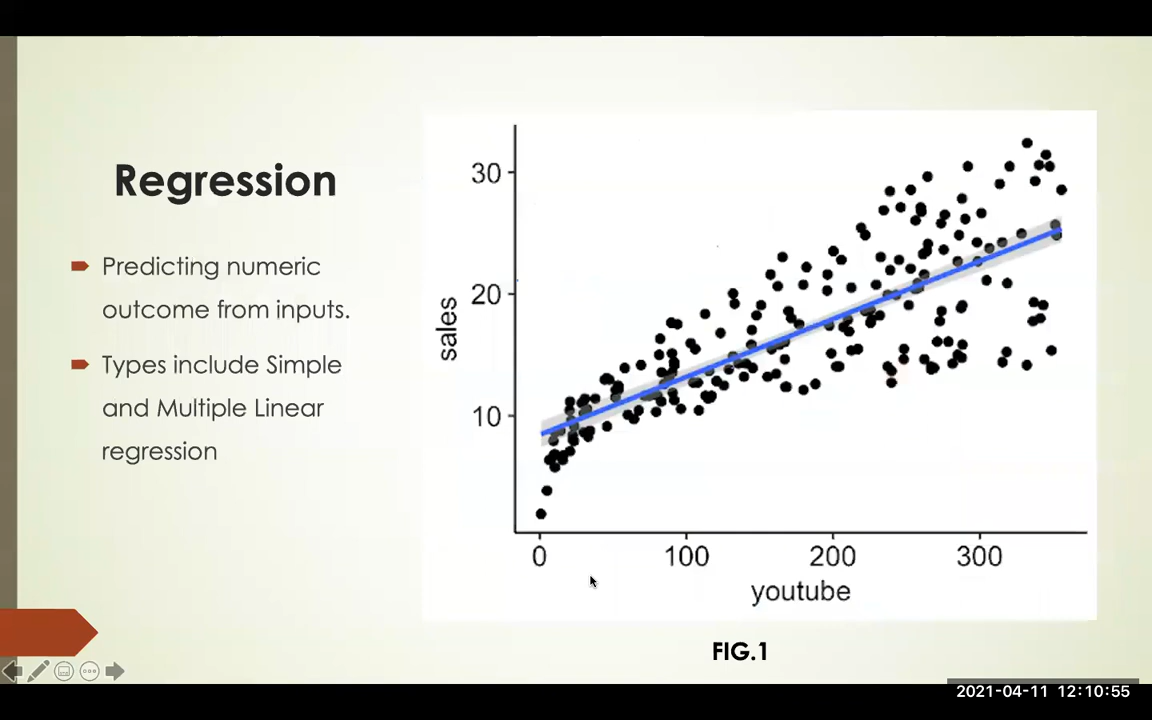 Regression
Predicting numeric
outcome from inputs.
Types include Simple
and Multiple Linear
regression
30
20
10
sales
0 100 200 300
youtube
FIG.1
2021-04-11 12:10:55